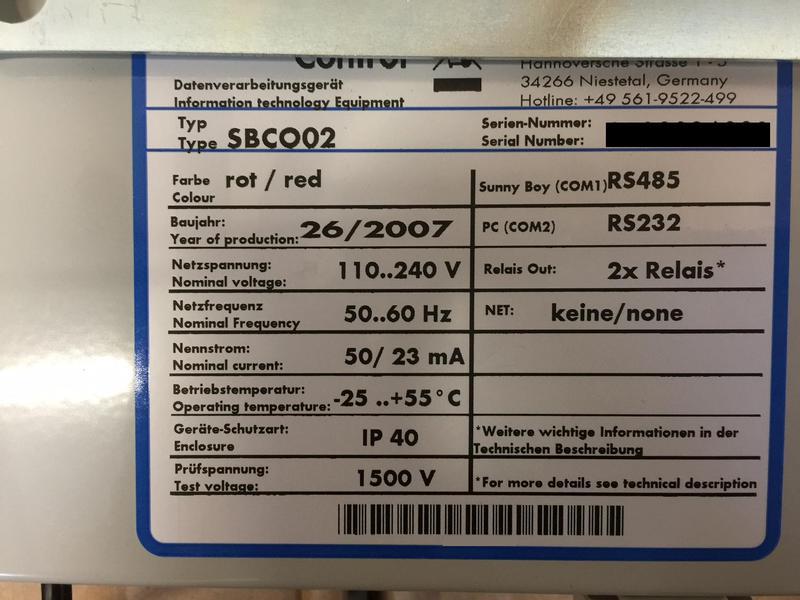 Control
Hannoversche Strasse 1 - 5
Datenverarbeitungsgerät
34266 Niestetal, Germany
Information technology Equipment
Hotline: +49 561-9522-499
Typ
Type SBCO02
Serien-Nummer:
Serial Number:
Farbe
Colour
rot / red
Sunny Boy (COM1) RS485
Baujahr:
Year of production: 26/2007
PC (COM2) RS232
Netzspannung:
Nominal voltage:
110..240 V
Relais Out: 2x Relais*
Netzfrequenz
Nominal Frequency
50..60 Hz
NET: keine/none
Nennstrom:
Nominal current:
50/ 23 mA
Betriebstemperatur:
Operating temperature:
-25 ..+55°C
Geräte-Schutzart:
Enclosure
IP 40
*Weitere wichtige Informationen in der
Technischen Beschreibung
Prüfspannung:
Test voltage:
1500 V
*For more details see technical description